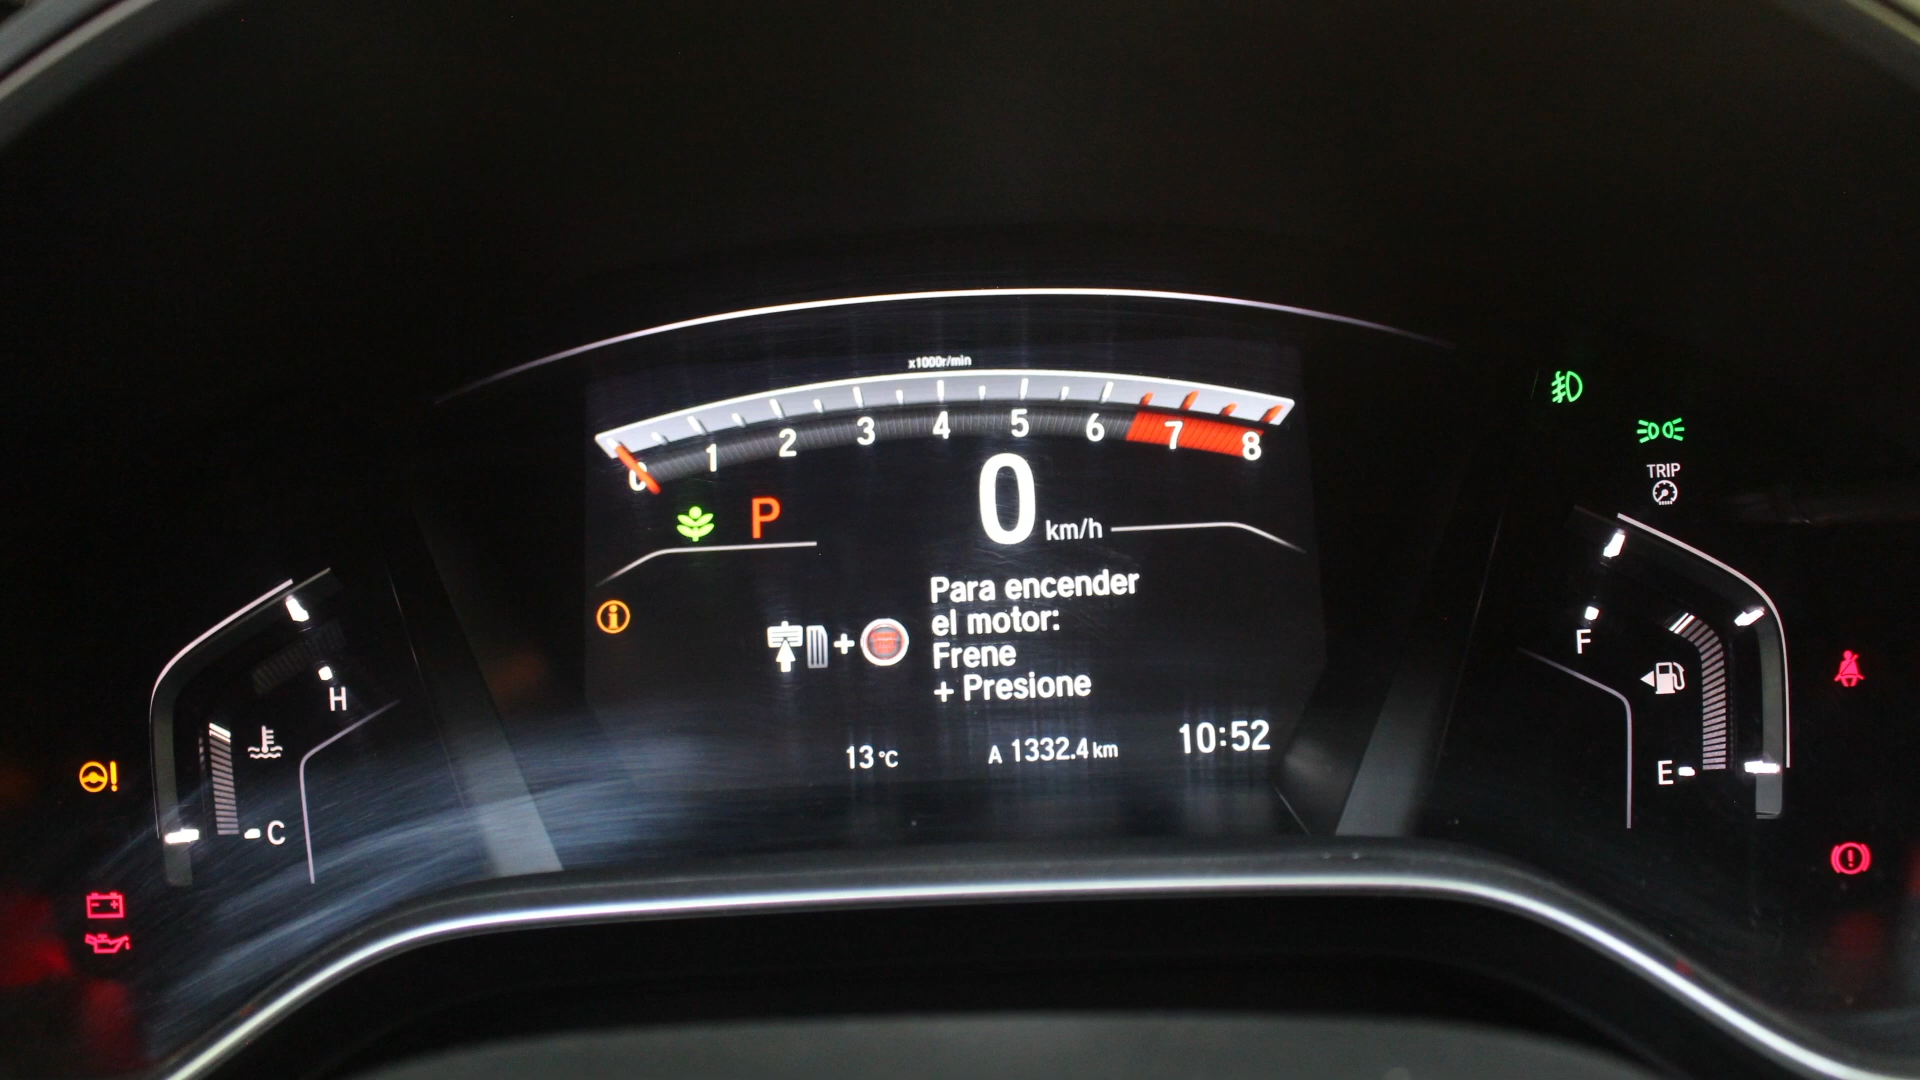 x1000r/min
0 1 2 3 4 5 6 7 8
P
0 km/h
TRIP
Para encender
el motor:
Frene
+ Presione
H
C
F
E
13 °C
A 1332.4 km
10:52